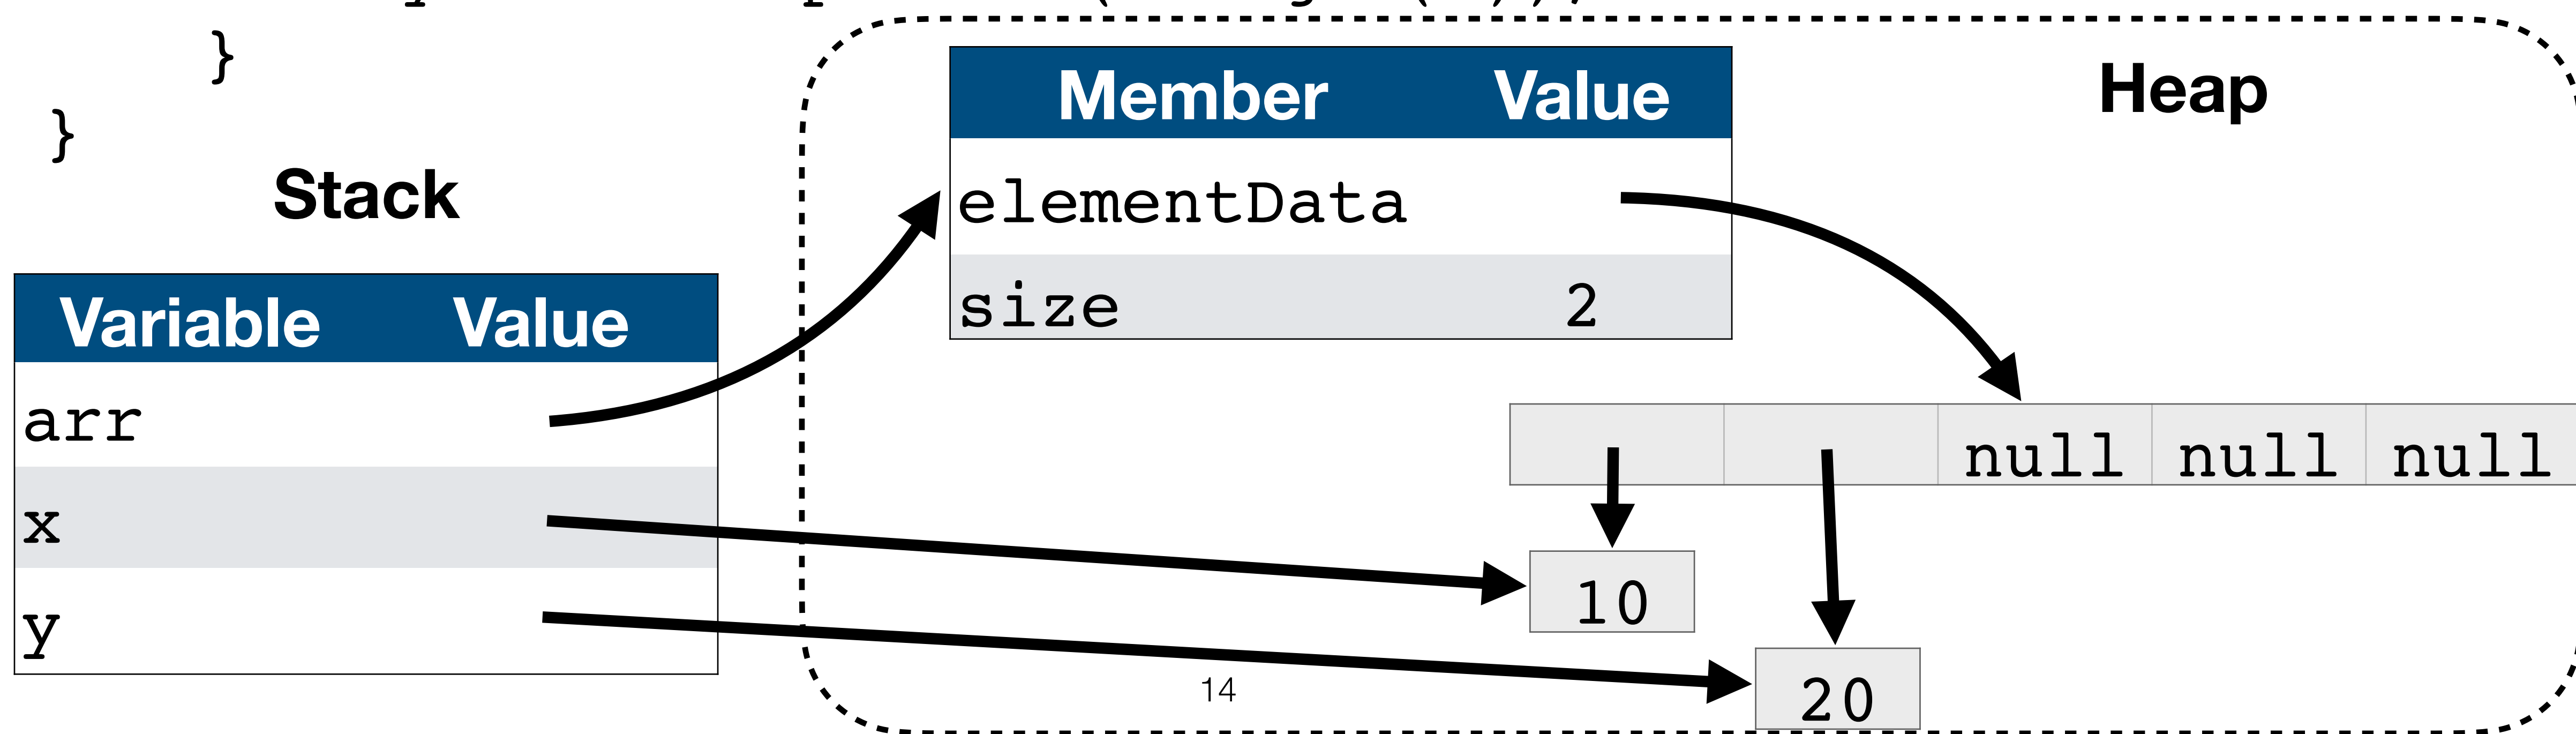 }
}
Stack
Variable Value
arr
x
y
Heap
Member Value
elementData
size 2
null null null
10
20
14